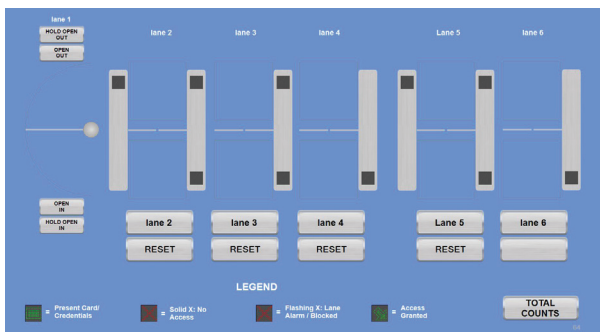 lane 1
HOLD OPEN
OUT
OPEN
OUT
lane 2
lane 3
lane 4
Lane 5
lane 6
OPEN
IN
HOLD OPEN
IN
lane 2
lane 3
lane 4
Lane 5
lane 6
RESET
RESET
RESET
RESET
LEGEND
= Present Card/
Credentials
= Solid X: No
Access
= Flashing X: Lane
Alarm / Blocked
= Access
Granted
TOTAL
COUNTS